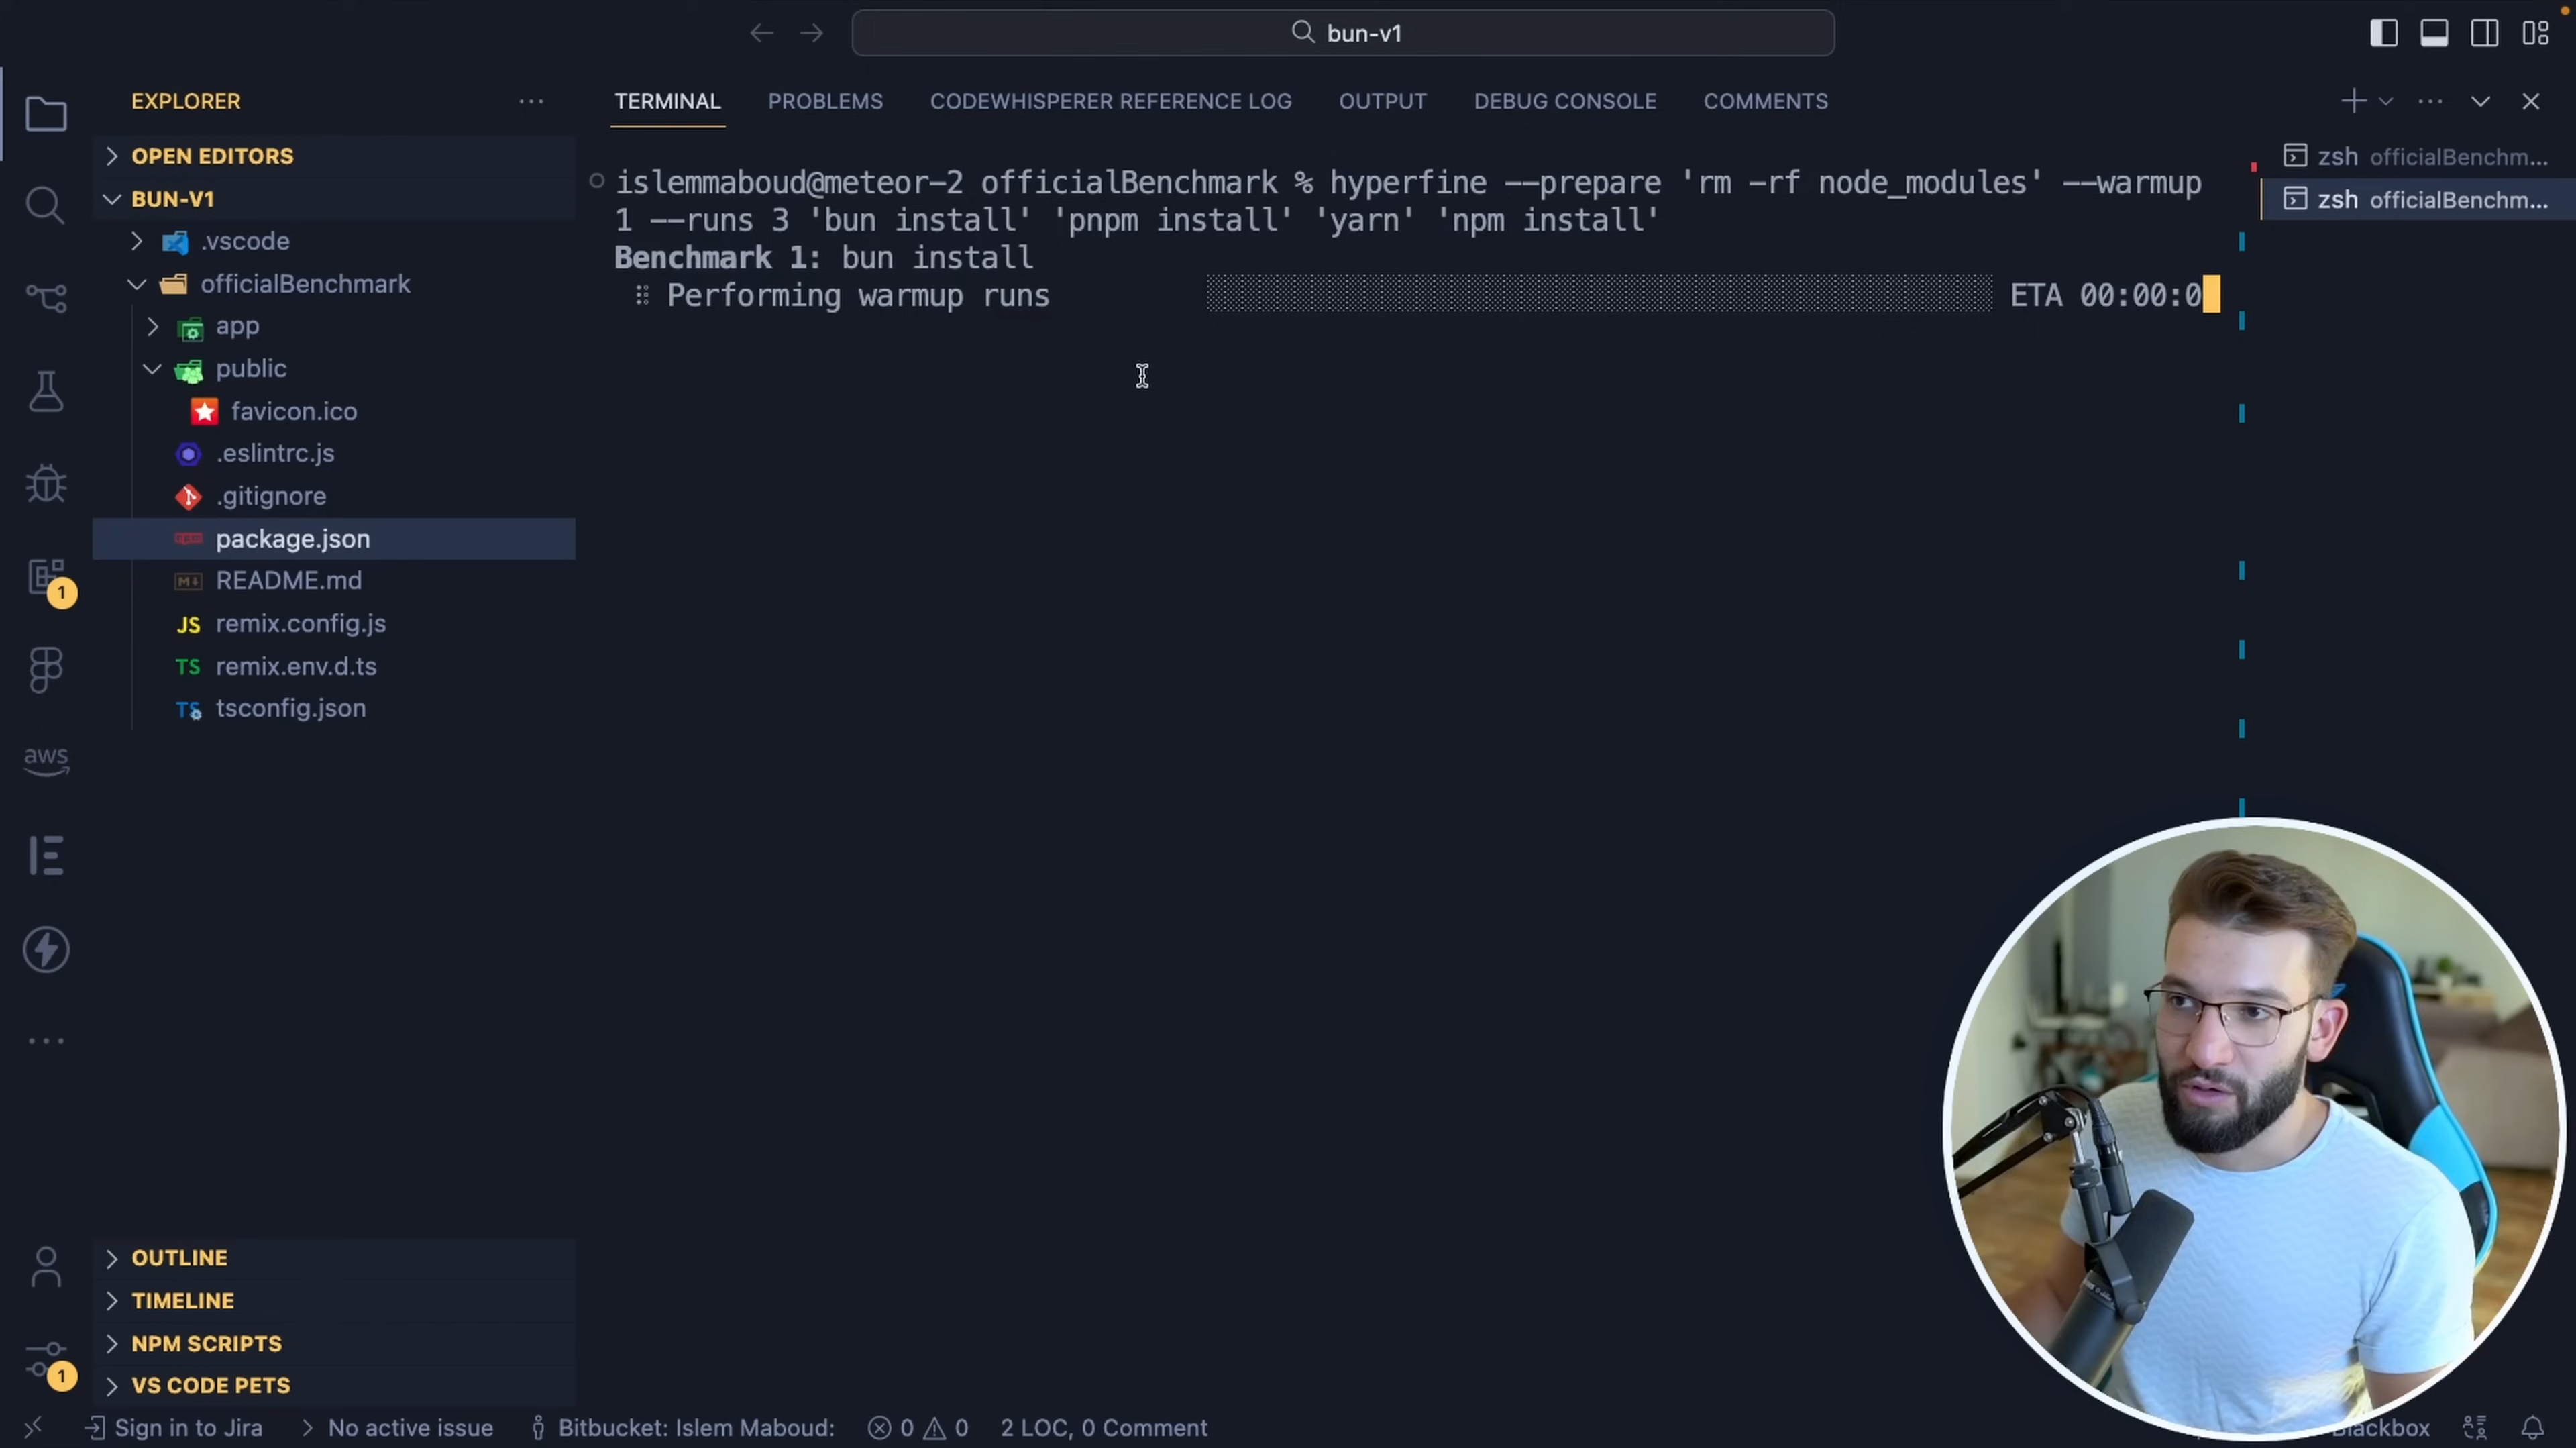 bun-v1
EXPLORER
OPEN EDITORS
BUN-V1
.vscode
officialBenchmark
app
public
favicon.ico
.eslintrc.js
.gitignore
package.json
README.md
JS remix.config.js
TS remix.env.d.ts
TS tsconfig.json
OUTLINE
TIMELINE
NPM SCRIPTS
VS CODE PETS
1
aws
1
TERMINAL PROBLEMS CODEWHISPERER REFERENCE LOG OUTPUT DEBUG CONSOLE COMMENTS
islemmaboud@meteor-2 officialBenchmark % hyperfine --prepare 'rm -rf node_modules' --warmup
1 --runs 3 'bun install' 'pnpm install' 'yarn' 'npm install'
Benchmark 1: bun install
Performing warmup runs ETA 00:00:0
zsh officialBenchm...
zsh officialBenchm...
Sign in to Jira No active issue Bitbucket: Islem Maboud: 0 0 2 LOC, 0 Comment Blackbox